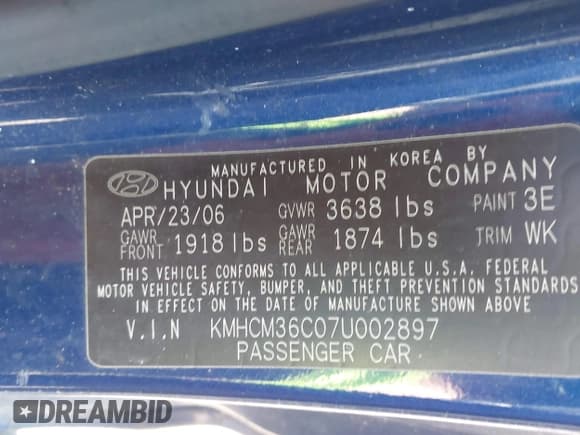 MANUFACTURED IN KOREA BY
HYUNDAI MOTOR COMPANY
APR/23/06 GVWR 3638 lbs PAINT 3E
GAWR FRONT 1918 lbs GAWR REAR 1874 lbs TRIM WK
THIS VEHICLE CONFORMS TO ALL APPLICABLE U.S.A. FEDERAL
MOTOR VEHICLE SAFETY, BUMPER, AND THEFT PREVENTION STANDARDS
IN EFFECT ON THE DATE OF MANUFACTURE SHOWN ABOVE
V.I.N KMHCM36C07U002897
PASSENGER CAR
DREAMBID